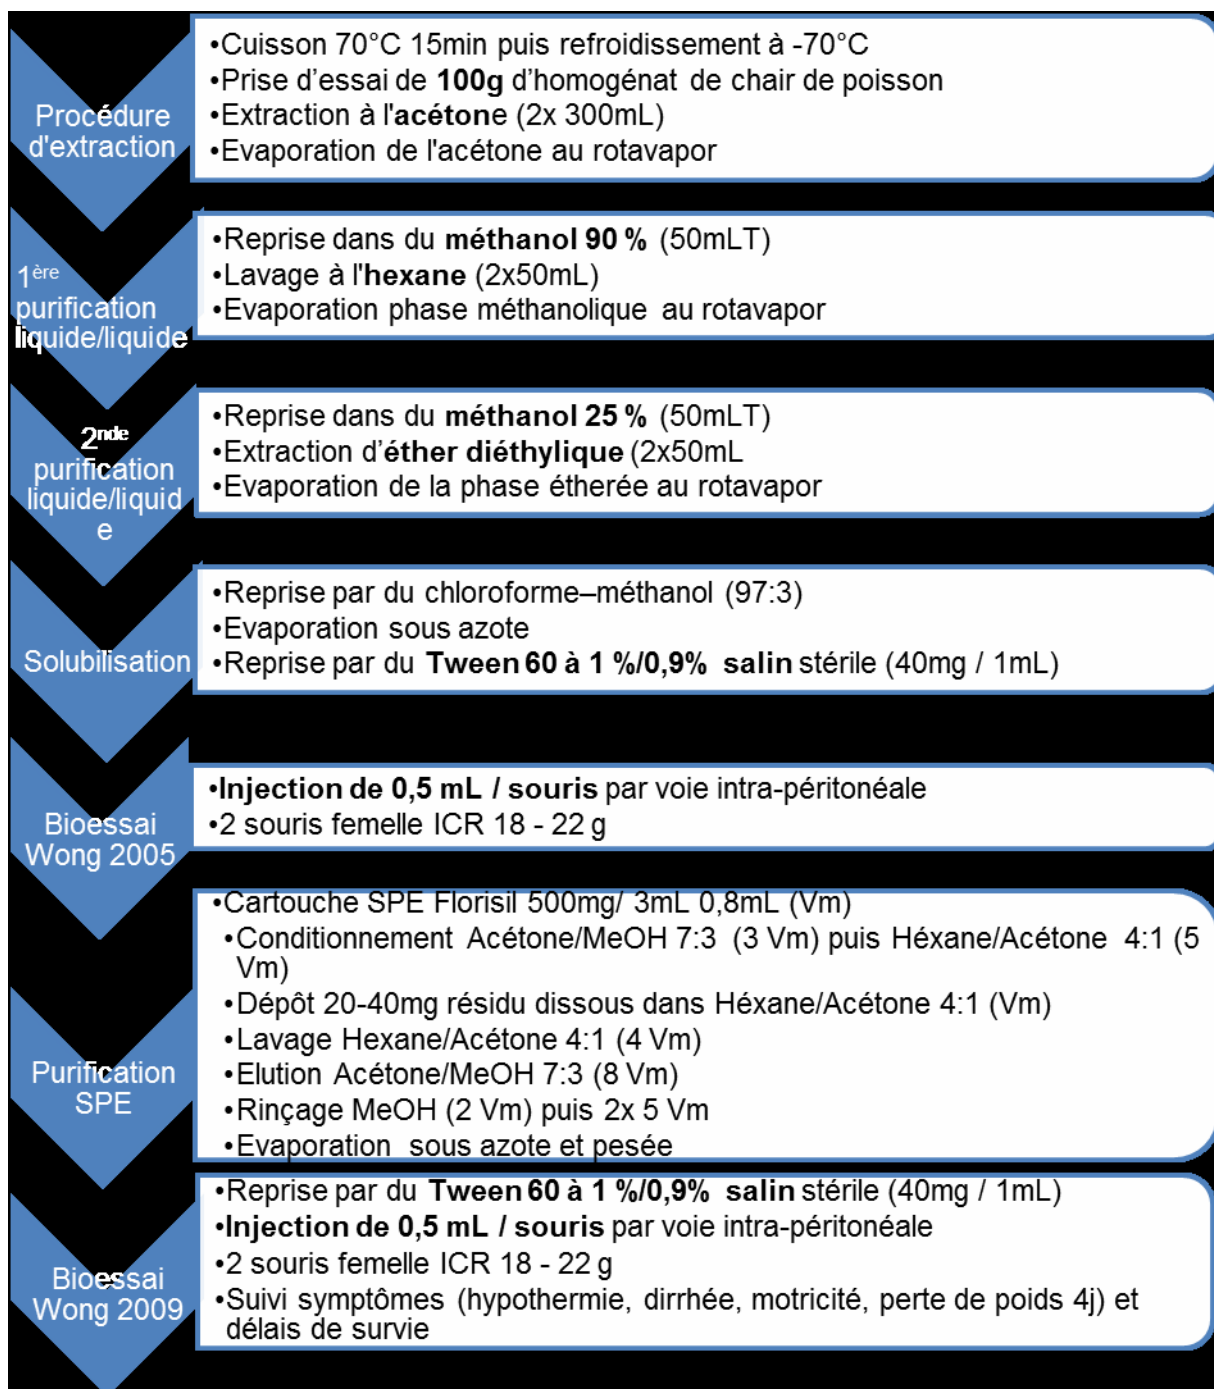 Procédure
d'extraction
•Cuisson 70°C 15min puis refroidissement à -70°C
•Prise d'essai de 100g d'homogénat de chair de poisson
•Extraction à l'acétone (2x 300mL)
•Evaporation de l'acétone au rotavapor
1ère
purification
liquide/liquide
•Reprise dans du méthanol 90 % (50mLT)
•Lavage à l'hexane (2x50mL)
•Evaporation phase méthanolique au rotavapor
2nde
purification
liquide/liquid
e
•Reprise dans du méthanol 25 % (50mLT)
•Extraction d'éther diéthylique (2x50mL
•Evaporation de la phase étherée au rotavapor
Solubilisation
•Reprise par du chloroforme–méthanol (97:3)
•Evaporation sous azote
•Reprise par du Tween 60 à 1 %/0,9% salin stérile (40mg / 1mL)
Bioessai
Wong 2005
•Injection de 0,5 mL / souris par voie intra-péritonéale
•2 souris femelle ICR 18 - 22 g
Purification
SPE
•Cartouche SPE Florisil 500mg/ 3mL 0,8mL (Vm)
•Conditionnement Acétone/MeOH 7:3 (3 Vm) puis Héxane/Acétone 4:1 (5
Vm)
•Dépôt 20-40mg résidu dissous dans Héxane/Acétone 4:1 (Vm)
•Lavage Hexane/Acétone 4:1 (4 Vm)
•Elution Acétone/MeOH 7:3 (8 Vm)
•Rinçage MeOH (2 Vm) puis 2x 5 Vm
•Evaporation sous azote et pesée
Bioessai
Wong 2009
•Reprise par du Tween 60 à 1 %/0,9% salin stérile (40mg / 1mL)
•Injection de 0,5 mL / souris par voie intra-péritonéale
•2 souris femelle ICR 18 - 22 g
•Suivi symptômes (hypothermie, dirrhée, motricité, perte de poids 4j) et
délais de survie